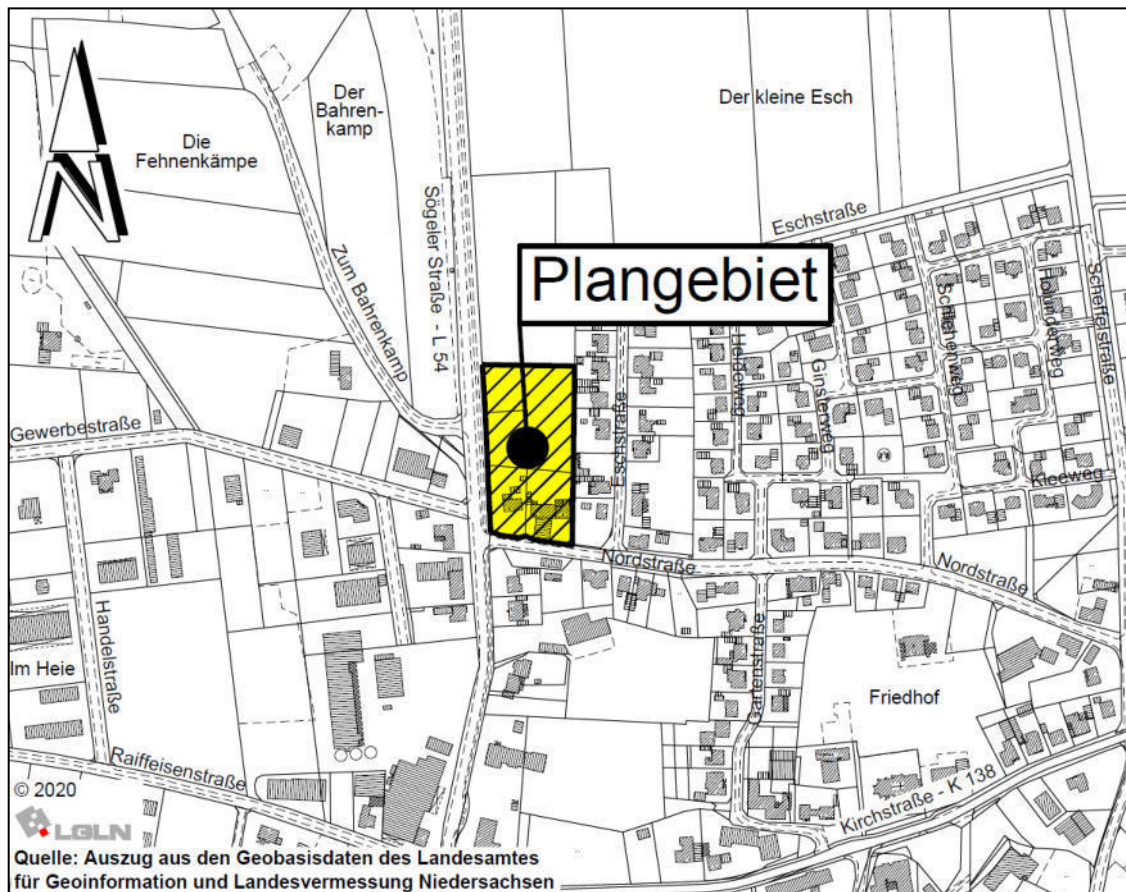 Der
Bahren-
kamp
Der kleine Esch
Die
Fehnenkämpe
N
Sögeler Straße - L 54
Eschstraße
Zum Bahrenkamp
Plangebiet
Scheffelstraße
Holunderweg
Schlehenweg
Heideweg
Ginsterweg
Gewerbestraße
Eschstraße
Kleeweg
Nordstraße
Nordstraße
Handelstraße
Im Heie
Gartenstraße
Friedhof
Raiffeisenstraße
Kirchstraße - K 138
© 2020
LGLN
Quelle: Auszug aus den Geobasisdaten des Landesamtes
für Geoinformation und Landesvermessung Niedersachsen